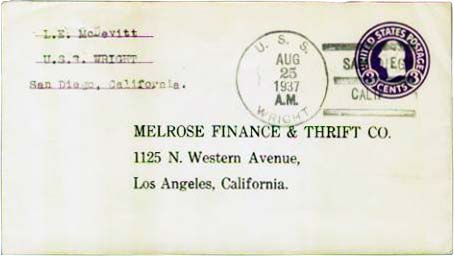 L.E. McDevitt
U.S.S. WRIGHT
San Diego, California.
U. S. S.
AUG
25
1937
A.M.
WRIGHT
SAN DIEGO
CALIF
UNITED STATES POSTAGE
3 CENTS 3
MELROSE FINANCE & THRIFT CO.
1125 N. Western Avenue,
Los Angeles, California.